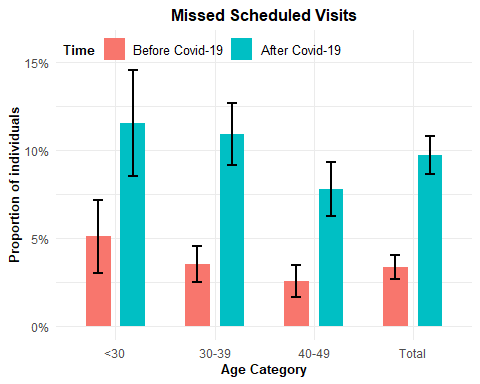 Missed Scheduled Visits
Time Before Covid-19 After Covid-19
15%
10%
5%
0%
Proportion of individuals
<30 30-39 40-49 Total
Age Category